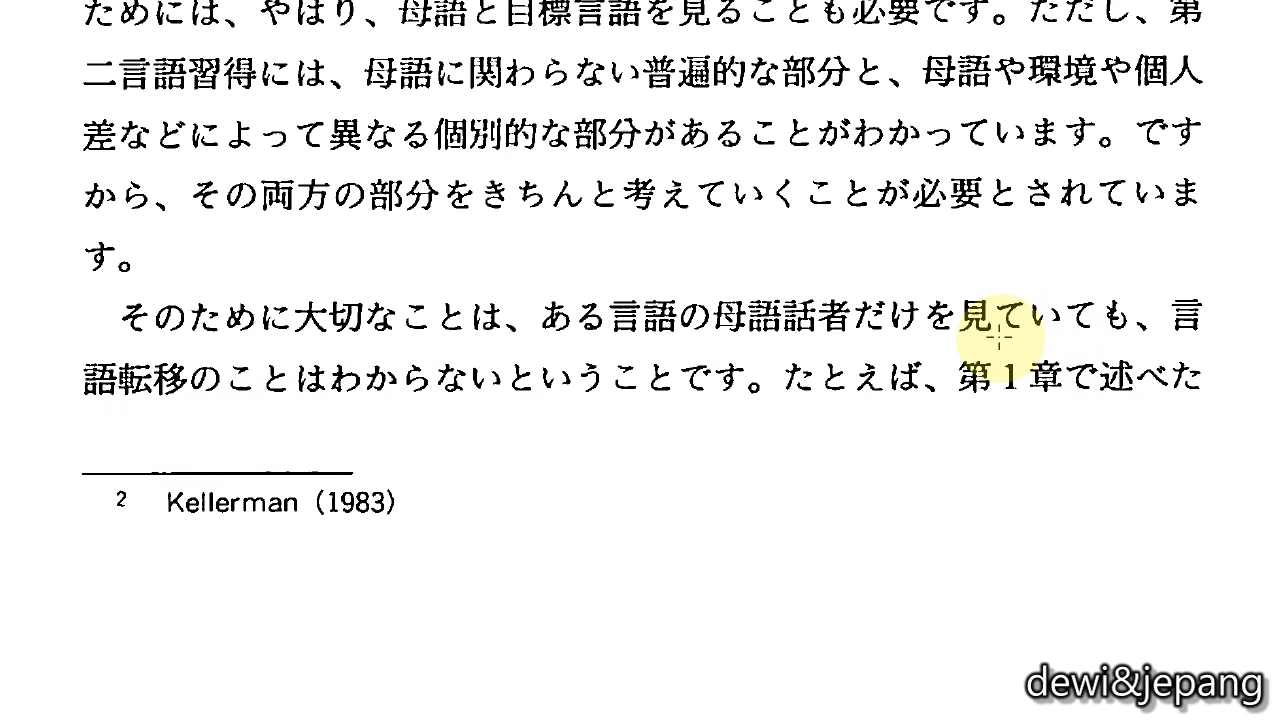 ためには、やはり、母語と目標言語を見ることも必要です。ただし、第
二言語習得には、母語に関わらない普遍的な部分と、母語や環境や個人
差などによって異なる個別的な部分があることがわかっています。です
から、その両方の部分をきちんと考えていくことが必要とされていま
す。
そのために大切なことは、ある言語の母語話者だけを見ていても、言
語転移のことはわからないということです。たとえば、第1章で述べた
2 Kellerman（1983）
dewi&jepang